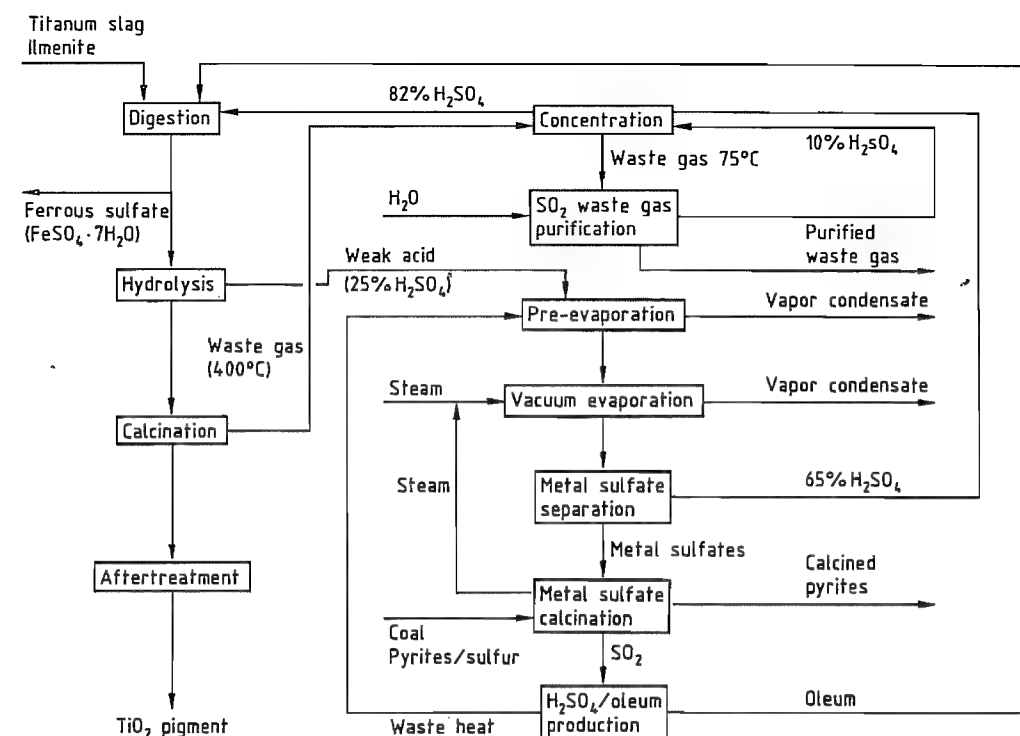 Titanum slag
Ilmenite
82% H₂SO₄
Digestion
Concentration
10% H₂sO₄
Waste gas 75°C
H₂O
SO₂ waste gas
purification
Ferrous sulfate
(FeSO₄·7H₂O)
Purified
waste gas
Weak acid
(25% H₂SO₄)
Hydrolysis
Vapor condensate
Pre-evaporation
Waste gas
(400°C)
Steam
Vacuum evaporation
Vapor condensate
Calcination
Steam
Metal sulfate
separation
65% H₂SO₄
Metal sulfates
Aftertreatment
Calcined
pyrites
Metal sulfate
calcination
Coal
Pyrites/sulfur
SO₂
H₂SO₄/oleum
production
Oleum
Waste heat
TiO₂ pigment